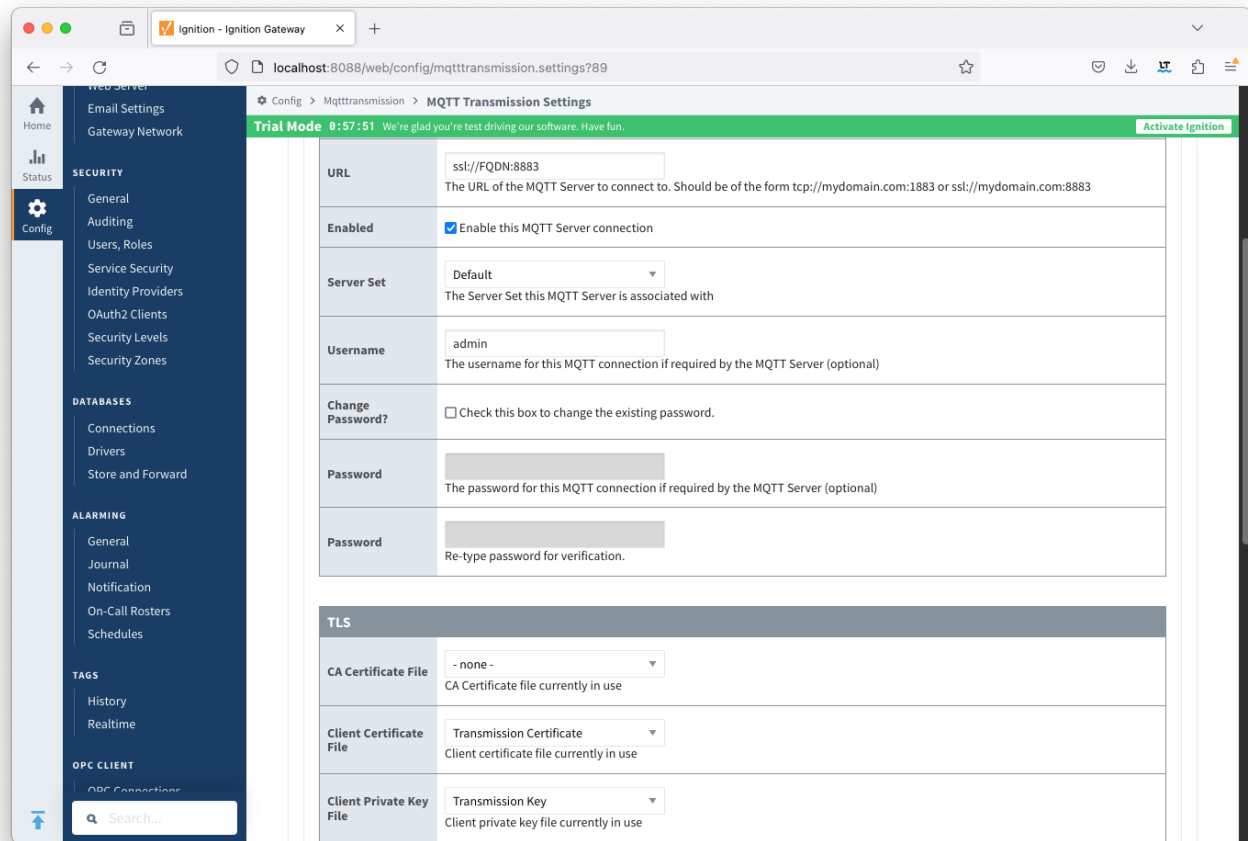 Ignition - Ignition Gateway
localhost:8088/web/config/mqtttransmission.settings?89
Home
Status
Config
Web Server
Email Settings
Gateway Network
SECURITY
General
Auditing
Users, Roles
Service Security
Identity Providers
OAuth2 Clients
Security Levels
Security Zones
DATABASES
Connections
Drivers
Store and Forward
ALARMING
General
Journal
Notification
On-Call Rosters
Schedules
TAGS
History
Realtime
OPC CLIENT
OPC Connections
Search...
Config > Mqtttransmission > MQTT Transmission Settings
Trial Mode 0:57:51 We're glad you're test driving our software. Have fun. Activate Ignition
URL
ssl://FQDN:8883
The URL of the MQTT Server to connect to. Should be of the form tcp://mydomain.com:1883 or ssl://mydomain.com:8883
Enabled
Enable this MQTT Server connection
Server Set
Default
The Server Set this MQTT Server is associated with
Username
admin
The username for this MQTT connection if required by the MQTT Server (optional)
Change
Password?
Check this box to change the existing password.
Password
The password for this MQTT connection if required by the MQTT Server (optional)
Password
Re-type password for verification.
TLS
CA Certificate File
- none -
CA Certificate file currently in use
Client Certificate
File
Transmission Certificate
Client certificate file currently in use
Client Private Key
File
Transmission Key
Client private key file currently in use